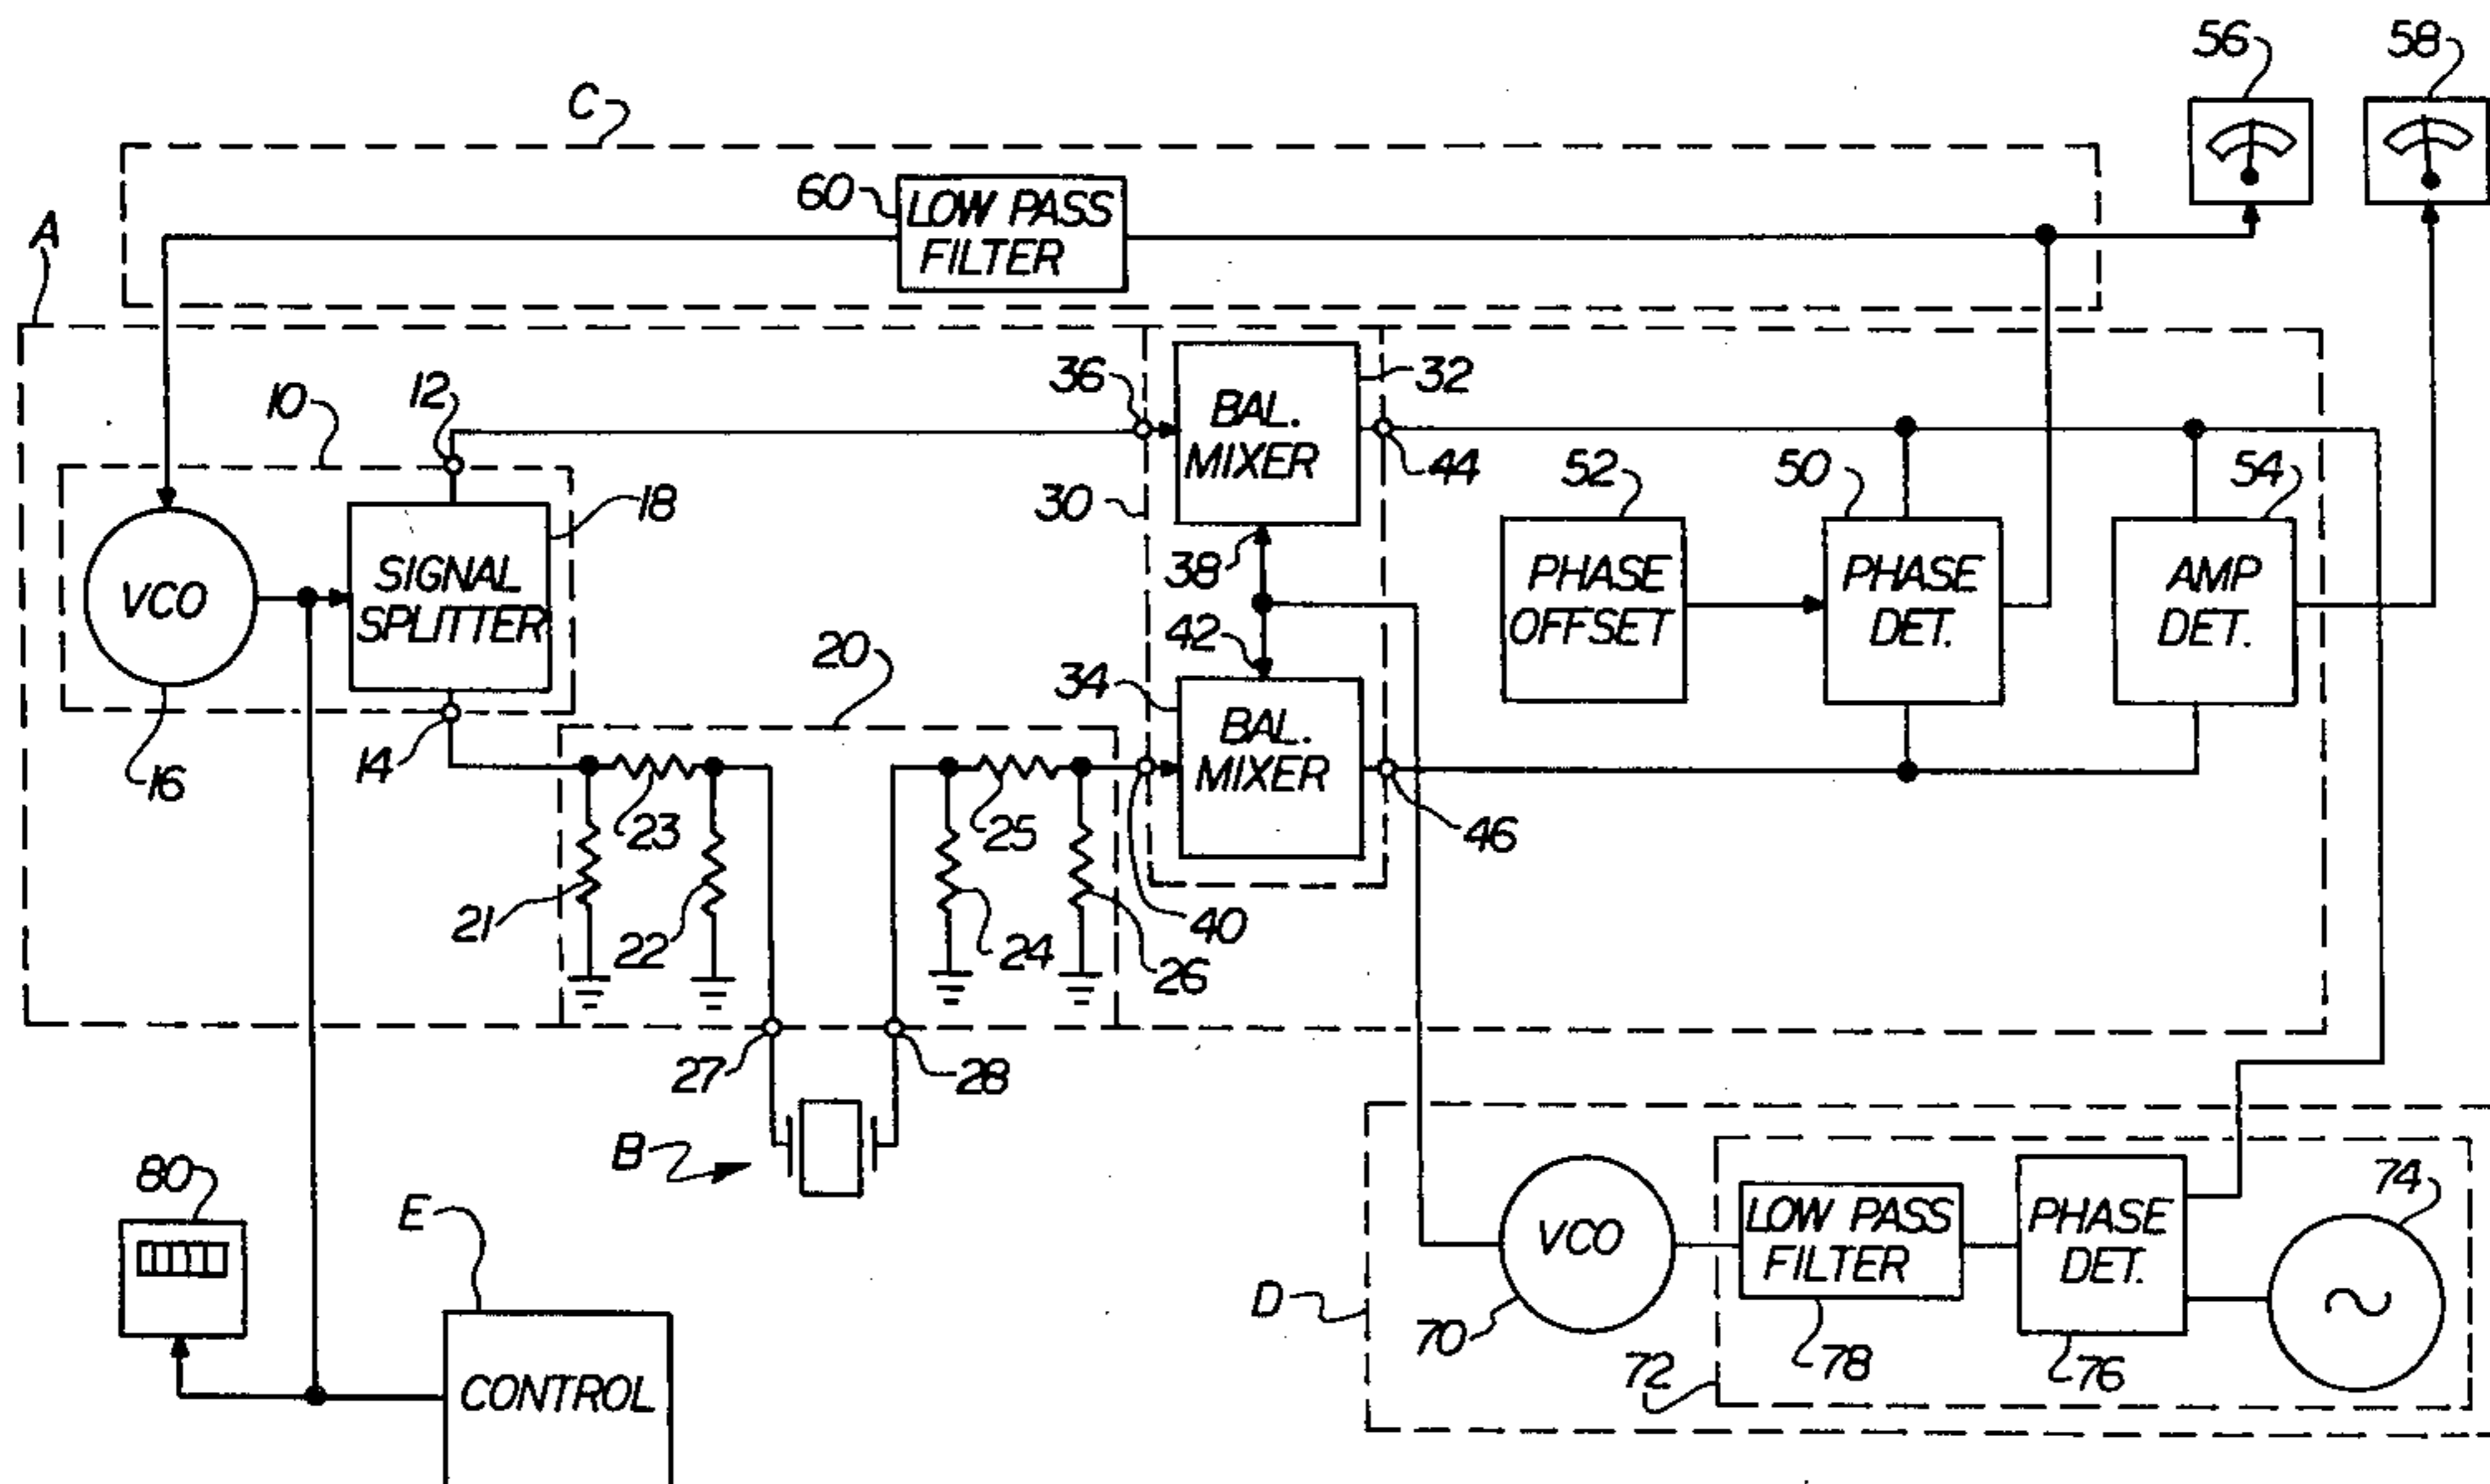 56
58
C
60
LOW PASS
FILTER
A
36
32
12
10
BAL.
MIXER
44
52
50
54
18
30
VCO
SIGNAL
SPLITTER
38
PHASE
OFFSET
PHASE
DET.
AMP
DET.
42
20
34
BAL.
MIXER
16
14
23
25
46
21
22
24
40
26
27
28
B
80
E
74
VCO
LOW PASS
FILTER
PHASE
DET.
D
70
72
78
76
CONTROL